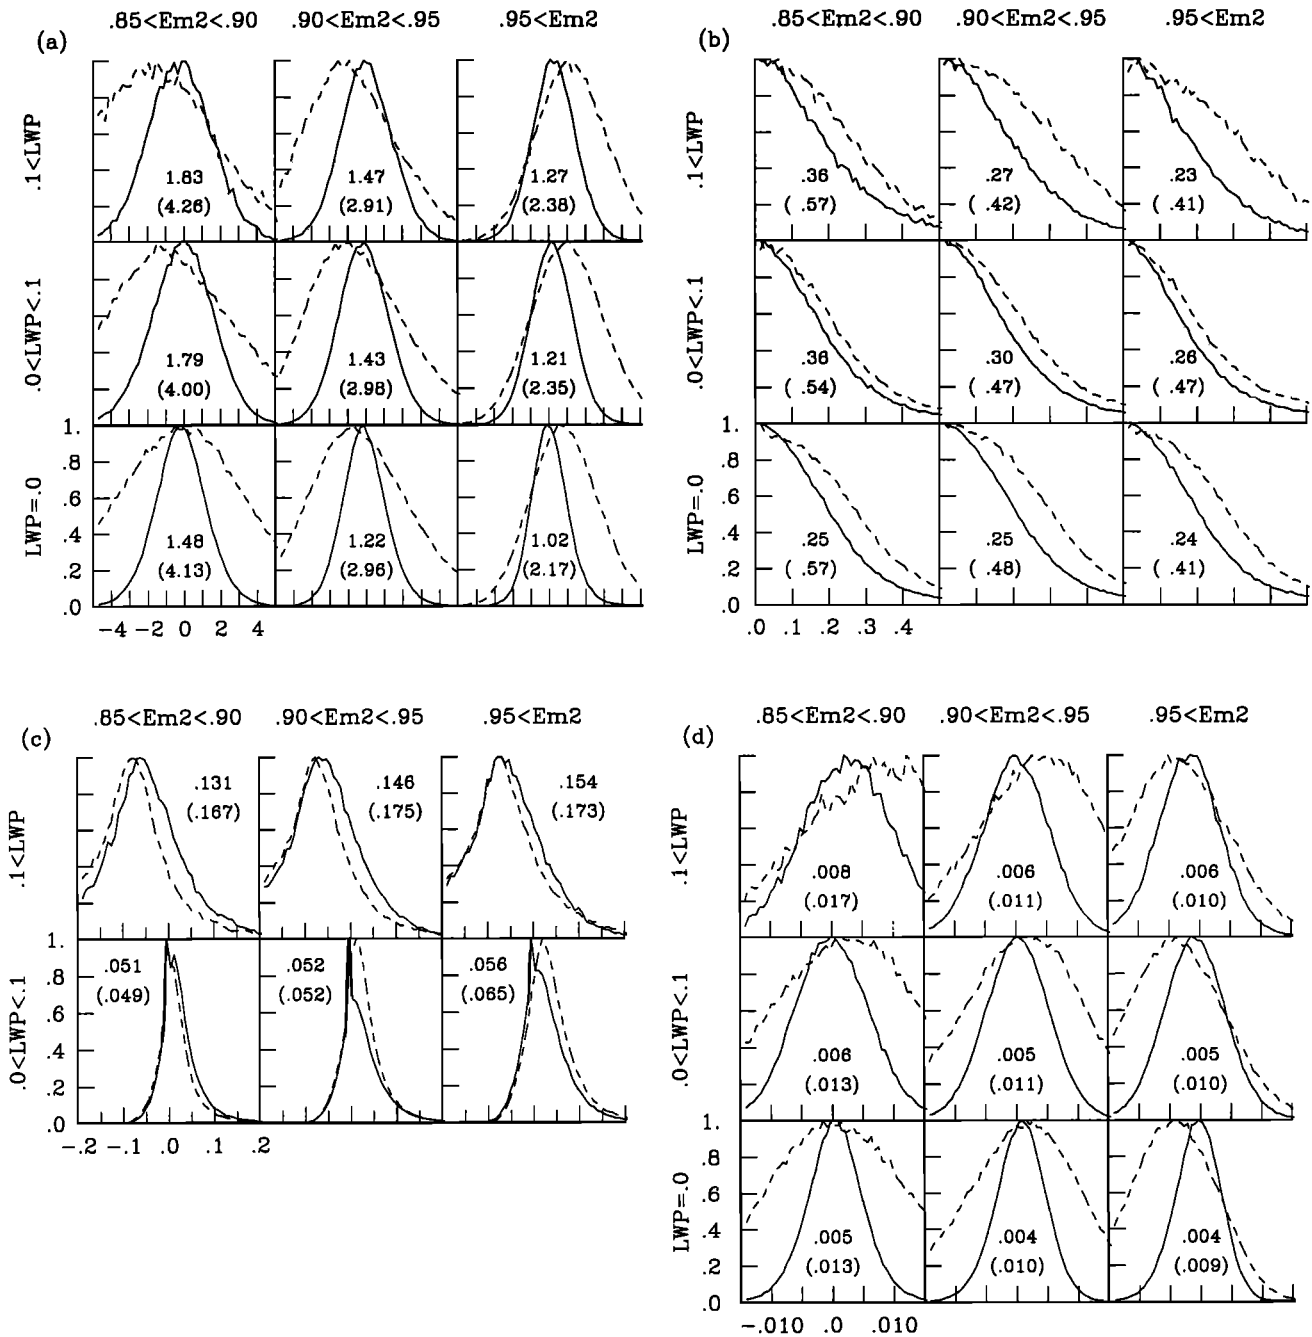 (a)
.85<Em2<.90 .90<Em2<.95 .95<Em2
.1<LWP
1.83 1.47 1.27
(4.26) (2.91) (2.38)
.0<LWP<.1
1.79 1.43 1.21
(4.00) (2.98) (2.35)
LWP=.0
1.
.8
.6
.4
.2
.0
1.48 1.22 1.02
(4.13) (2.96) (2.17)
-4 -2 0 2 4
(b)
.85<Em2<.90 .90<Em2<.95 .95<Em2
.1<LWP
.36 .27 .23
( .57) ( .42) ( .41)
.0<LWP<.1
.36 .30 .26
( .54) ( .47) ( .47)
LWP=.0
1.
.8
.6
.4
.2
.0
.25 .25 .24
( .57) ( .48) ( .41)
.0 .1 .2 .3 .4
(c)
.85<Em2<.90 .90<Em2<.95 .95<Em2
.1<LWP
.131 .146 .154
(.167) (.175) (.173)
.0<LWP<.1
1.
.8
.6
.4
.2
.0
.051 .052 .056
(.049) (.052) (.065)
-.2 -.1 .0 .1 .2
(d)
.85<Em2<.90 .90<Em2<.95 .95<Em2
.1<LWP
.008 .006 .006
(.017) (.011) (.010)
.0<LWP<.1
.006 .005 .005
(.013) (.011) (.010)
LWP=.0
1.
.8
.6
.4
.2
.0
.005 .004 .004
(.013) (.010) (.009)
-.010 .0 .010